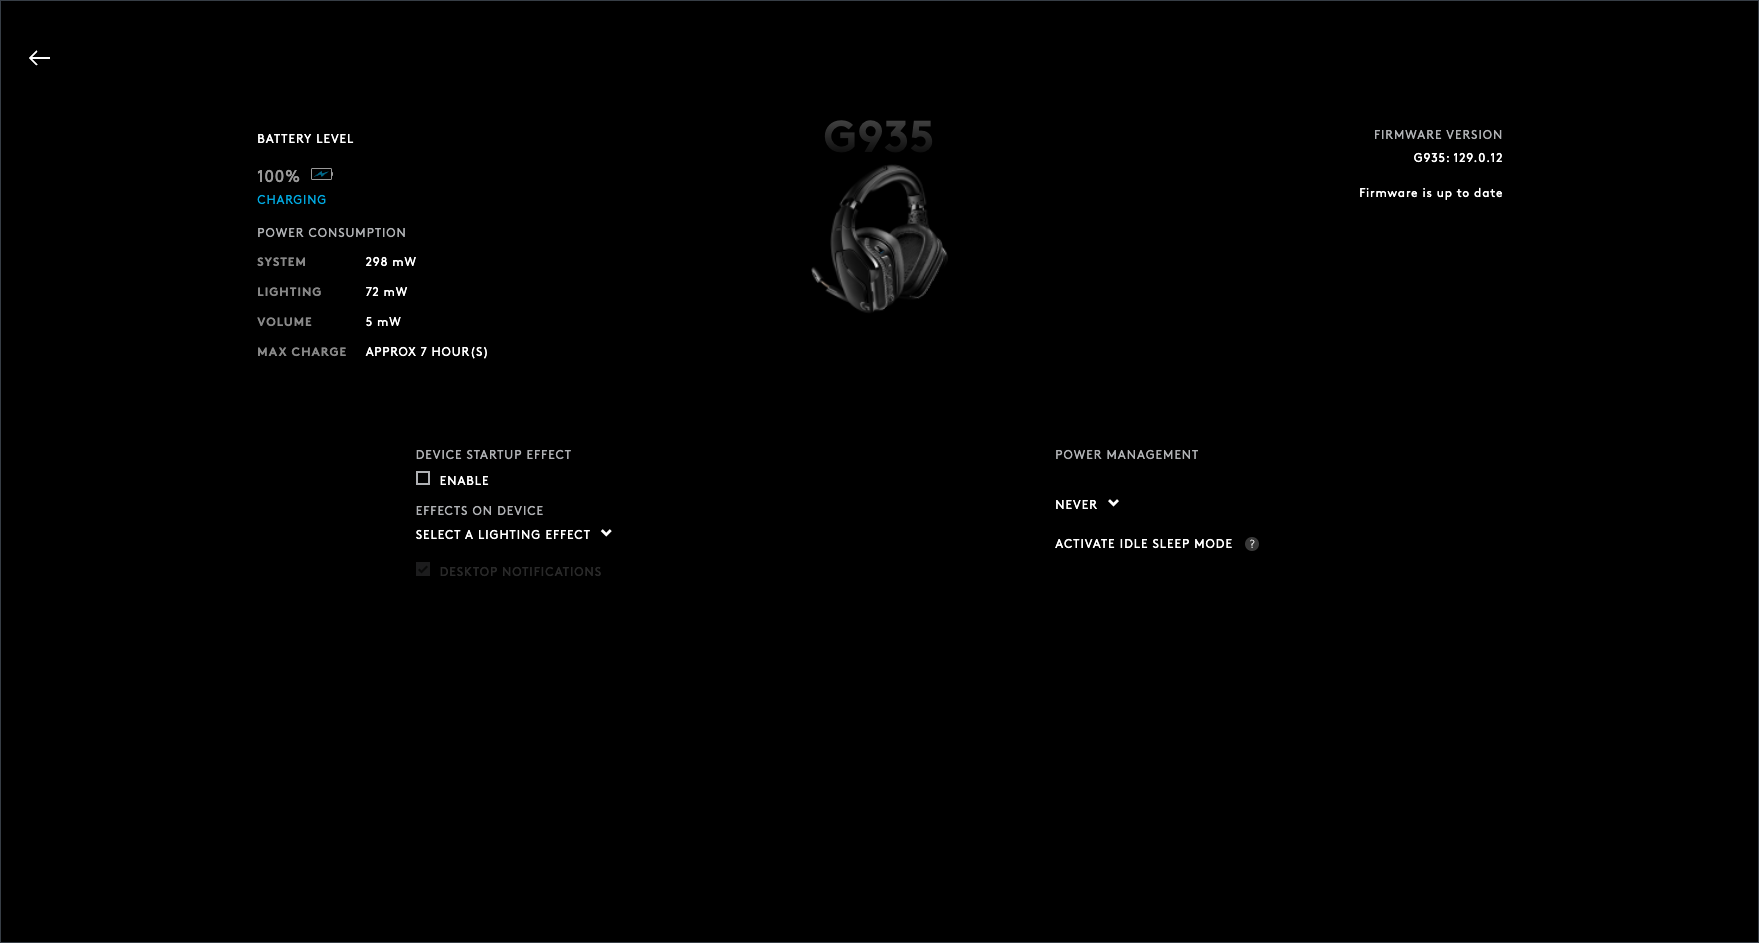 G935
BATTERY LEVEL
100%
CHARGING
POWER CONSUMPTION
SYSTEM 298 mW
LIGHTING 72 mW
VOLUME 5 mW
MAX CHARGE APPROX 7 HOUR(S)
FIRMWARE VERSION
G935: 129.0.12
Firmware is up to date
DEVICE STARTUP EFFECT
ENABLE
EFFECTS ON DEVICE
SELECT A LIGHTING EFFECT
DESKTOP NOTIFICATIONS
POWER MANAGEMENT
NEVER
ACTIVATE IDLE SLEEP MODE ?